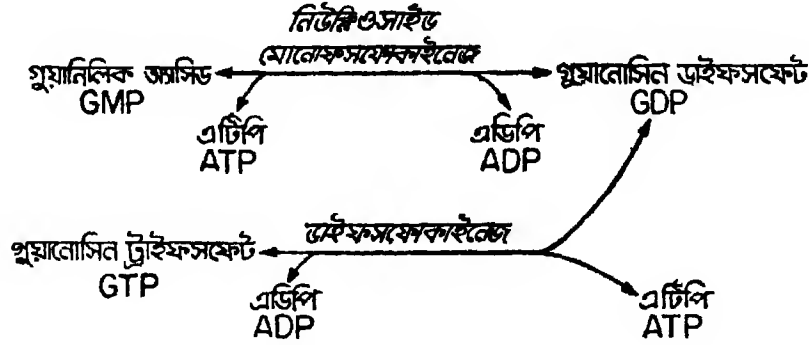 নিউক্লিওসাইড
মোনোফসফোকাইনেজ
গুয়ানিলিক অ্যাসিড
GMP
গুয়ানোসিন ডাইফসফেট
GDP
এটিপি
ATP
এডিপি
ADP
ডাইফসফোকাইনেজ
গুয়ানোসিন ট্রাইফসফেট
GTP
এডিপি
ADP
এটিপি
ATP